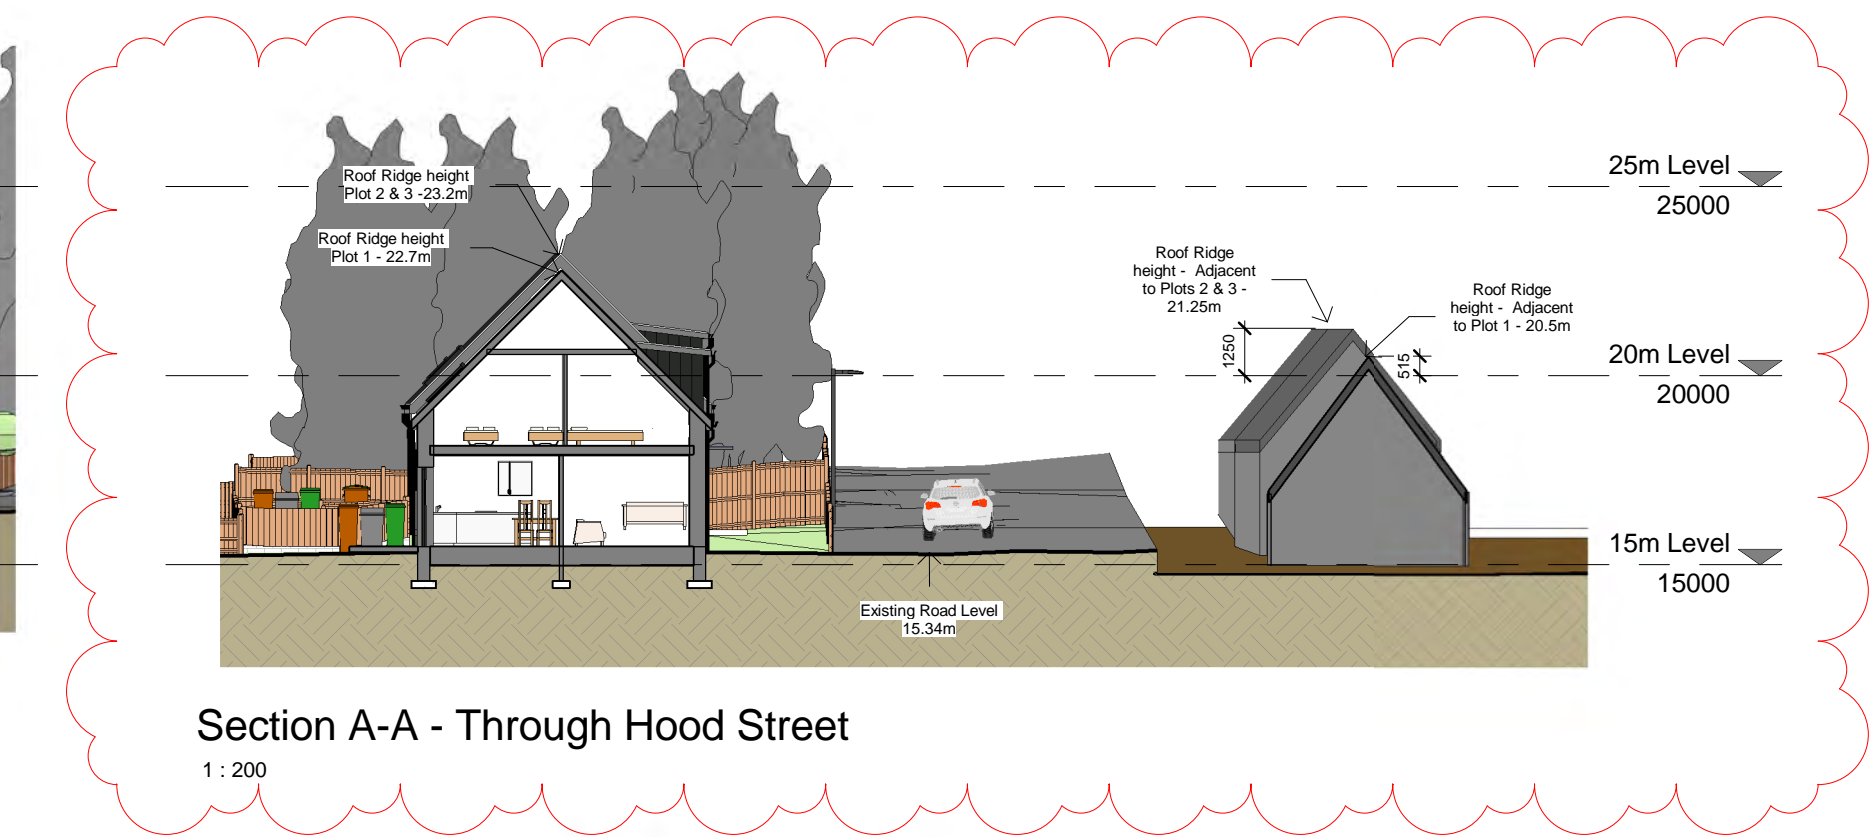 Roof Ridge height
Plot 2 & 3 -23.2m
Roof Ridge height
Plot 1 - 22.7m
25m Level
25000
Roof Ridge
height - Adjacent
to Plots 2 & 3 -
21.25m
Roof Ridge
height - Adjacent
to Plot 1 - 20.5m
1250
515
20m Level
20000
15m Level
15000
Existing Road Level
15.34m
Section A-A - Through Hood Street
1 : 200